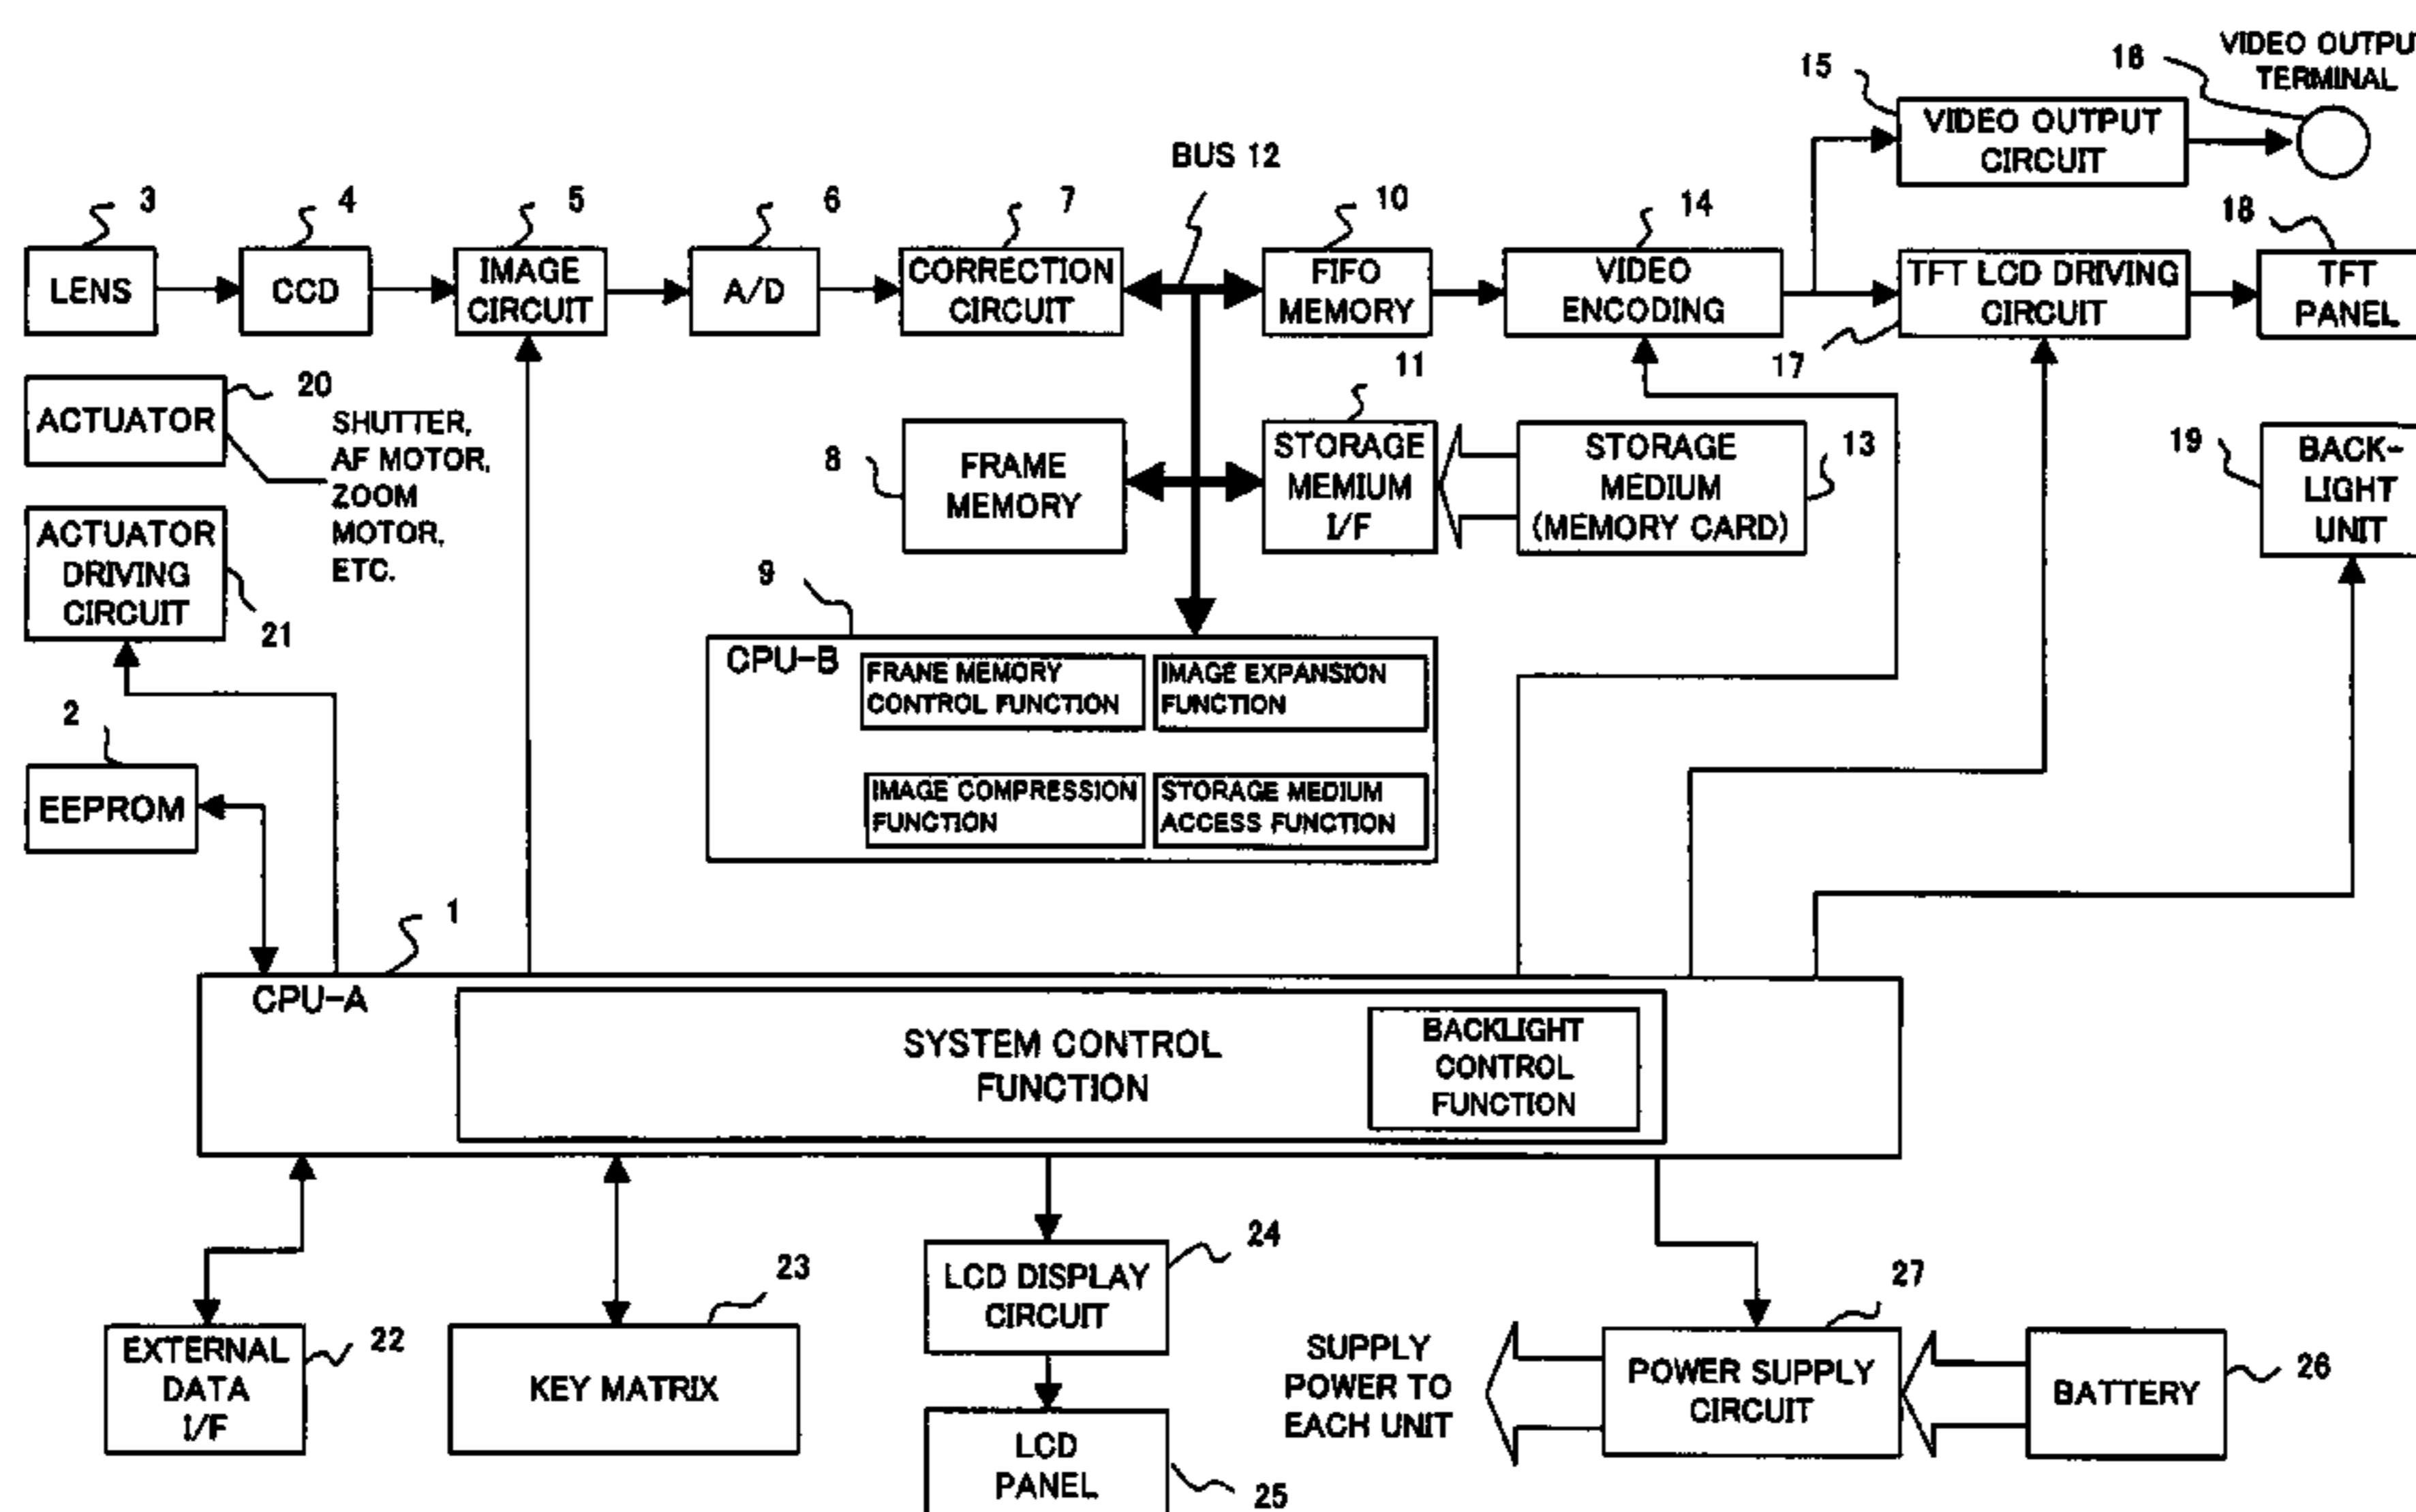 15
16
VIDEO OUTPUT
TERMINAL
VIDEO OUTPUT
CIRCUIT
BUS 12
3
4
5
6
7
10
14
18
LENS
CCD
IMAGE
CIRCUIT
A/D
CORRECTION
CIRCUIT
FIFO
MEMORY
VIDEO
ENCODING
TFT LCD DRIVING
CIRCUIT
TFT
PANEL
17
11
20
ACTUATOR
SHUTTER,
AF MOTOR,
ZOOM
MOTOR,
ETC.
8
FRAME
MEMORY
STORAGE
MEMIUM
I/F
STORAGE
MEDIUM
(MEMORY CARD)
13
19
BACK-
LIGHT
UNIT
ACTUATOR
DRIVING
CIRCUIT
21
9
CPU-B
FRANE MEMORY
CONTROL FUNCTION
IMAGE EXPANSION
FUNCTION
IMAGE COMPRESSION
FUNCTION
STORAGE MEDIUM
ACCESS FUNCTION
2
EEPROM
1
CPU-A
SYSTEM CONTROL
FUNCTION
BACKLIGHT
CONTROL
FUNCTION
22
EXTERNAL
DATA
I/F
23
KEY MATRIX
24
LCD DISPLAY
CIRCUIT
LCD
PANEL
25
SUPPLY
POWER TO
EACH UNIT
27
POWER SUPPLY
CIRCUIT
BATTERY
26